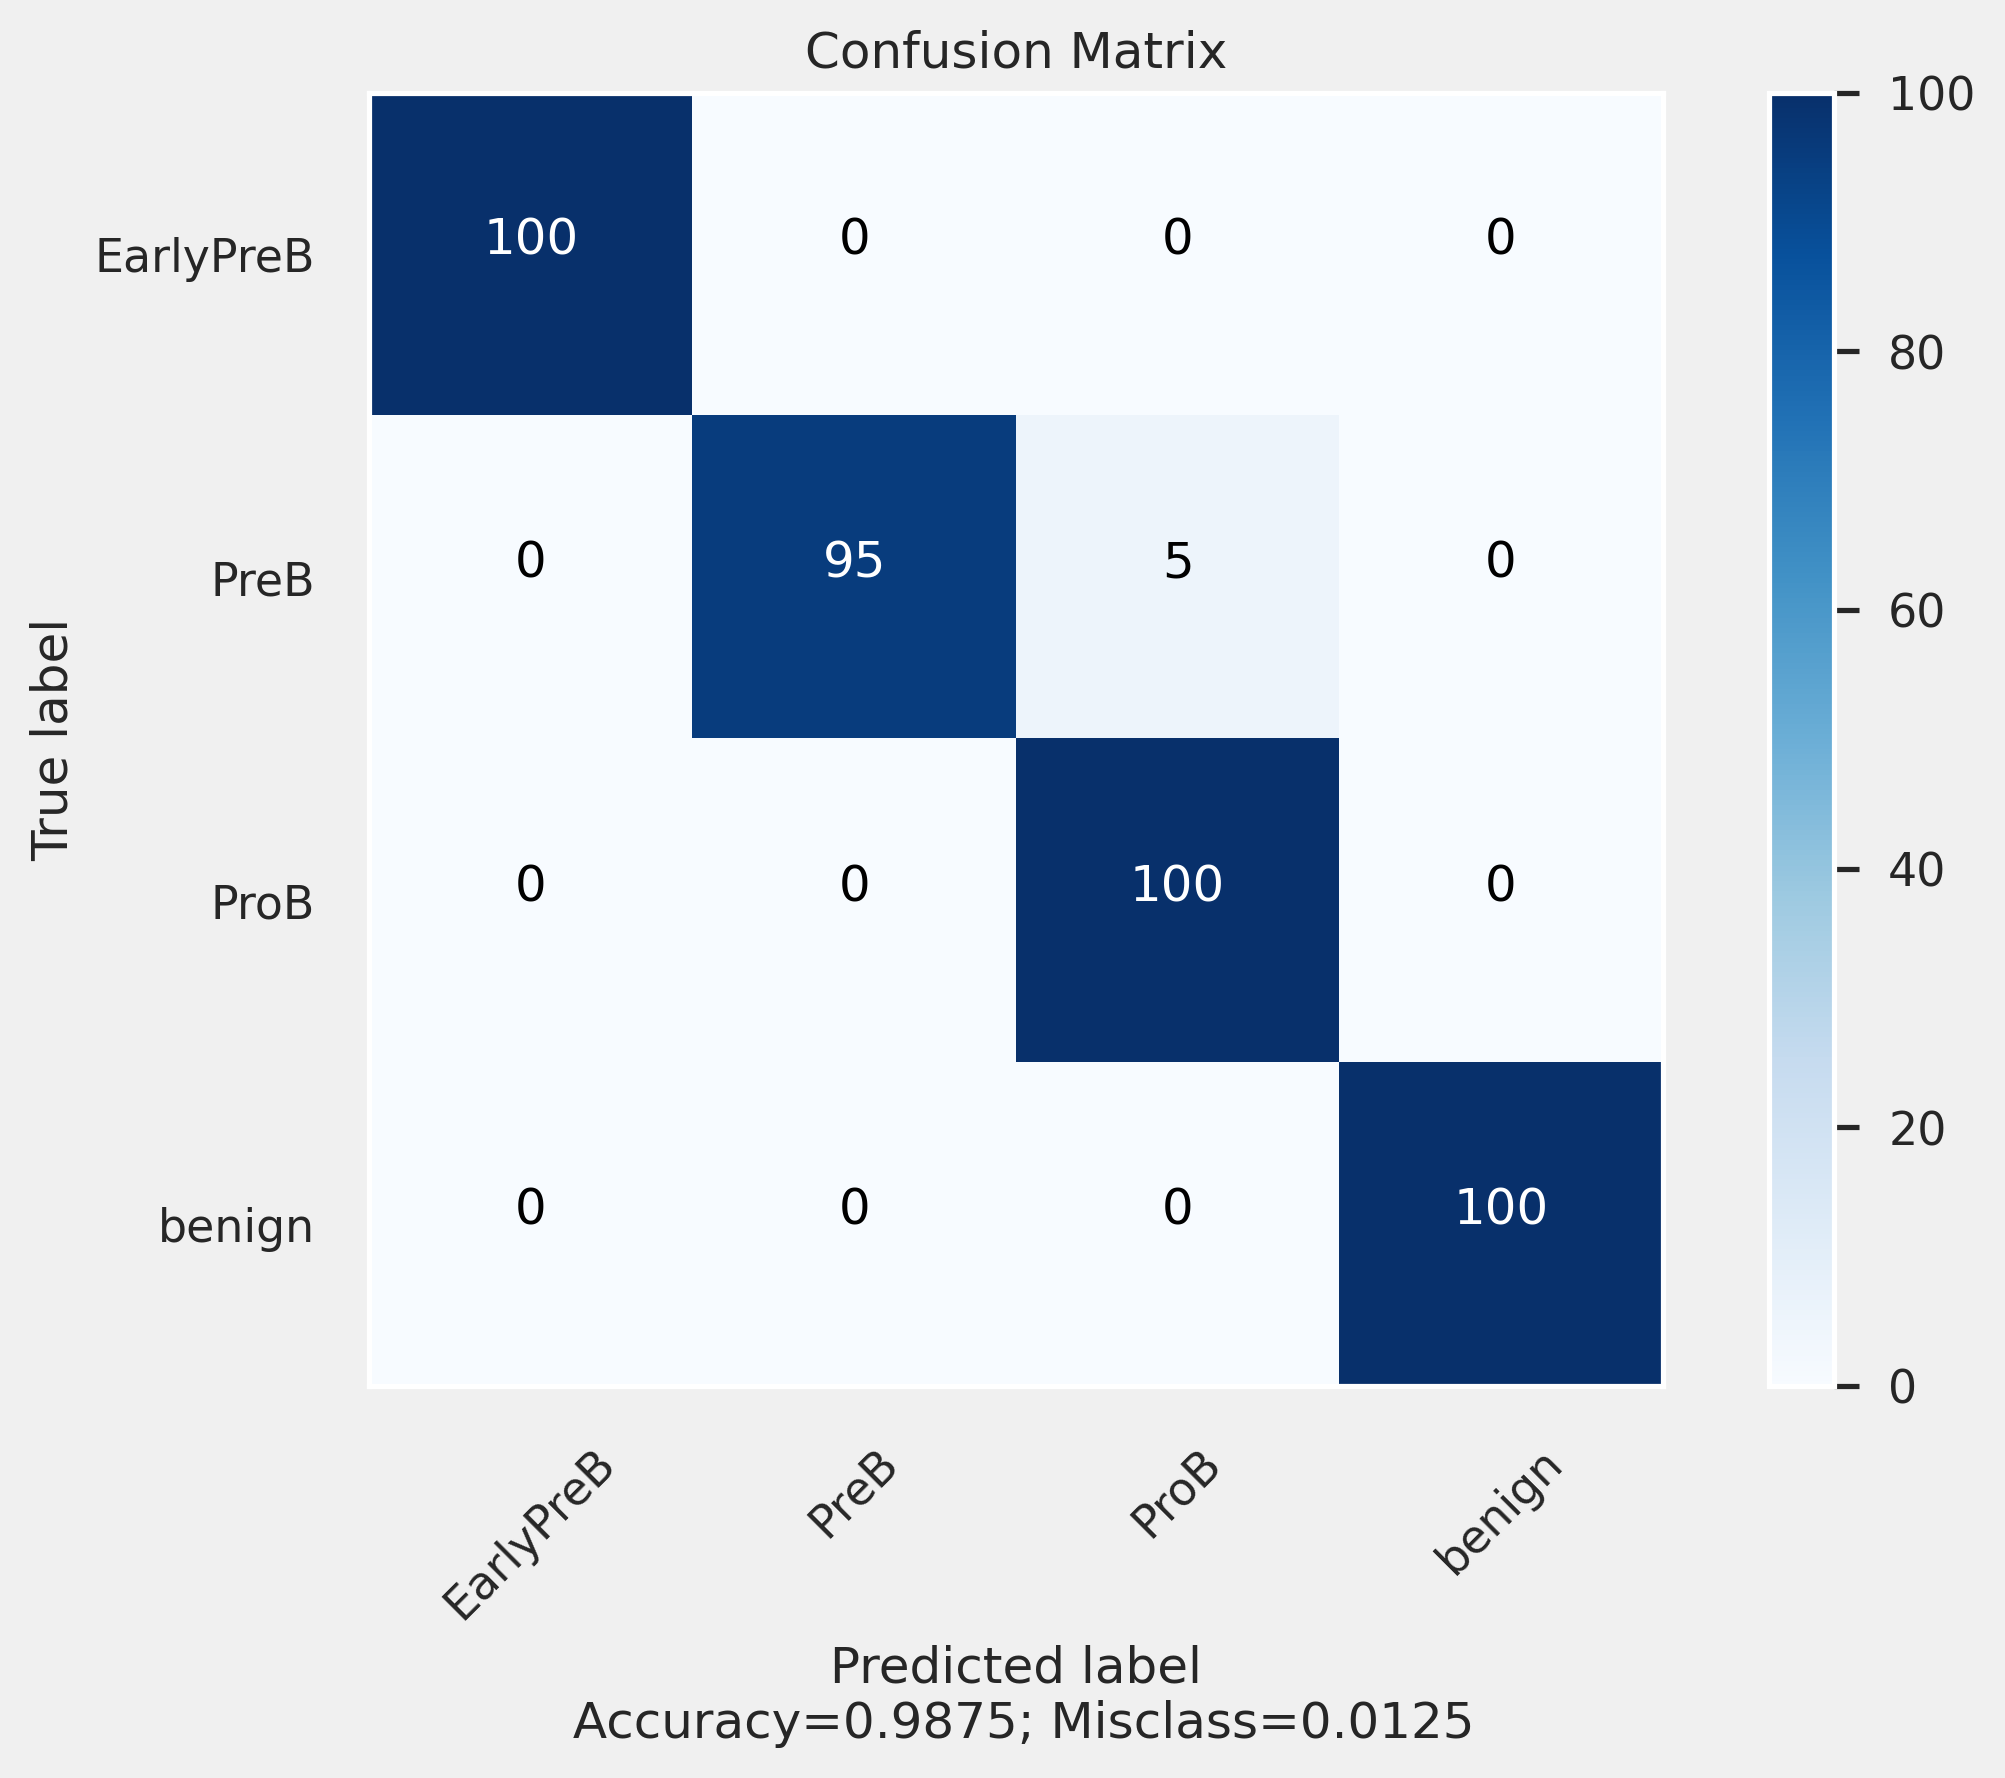 Confusion Matrix
100
EarlyPreB 100 0 0 0
80
PreB 0 95 5 0
60
True label
ProB 0 0 100 0
40
20
benign 0 0 0 100
0
EarlyPreB PreB ProB benign
Predicted label
Accuracy=0.9875; Misclass=0.0125